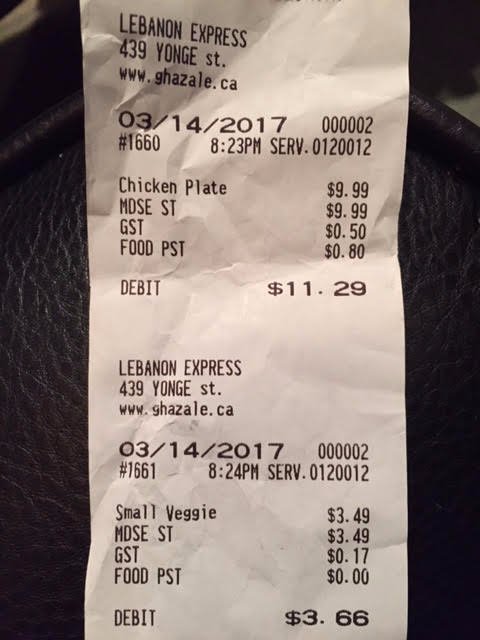 LEBANON EXPRESS
439 YONGE st.
www.ghazale.ca
03/14/2017 000002
#1660 8:23PM SERV.0120012
Chicken Plate $9.99
MDSE ST $9.99
GST $0.50
FOOD PST $0.80
DEBIT $11.29
LEBANON EXPRESS
439 YONGE st.
www.ghazale.ca
03/14/2017 000002
#1661 8:24PM SERV.0120012
Small Veggie $3.49
MDSE ST $3.49
GST $0.17
FOOD PST $0.00
DEBIT $3.66